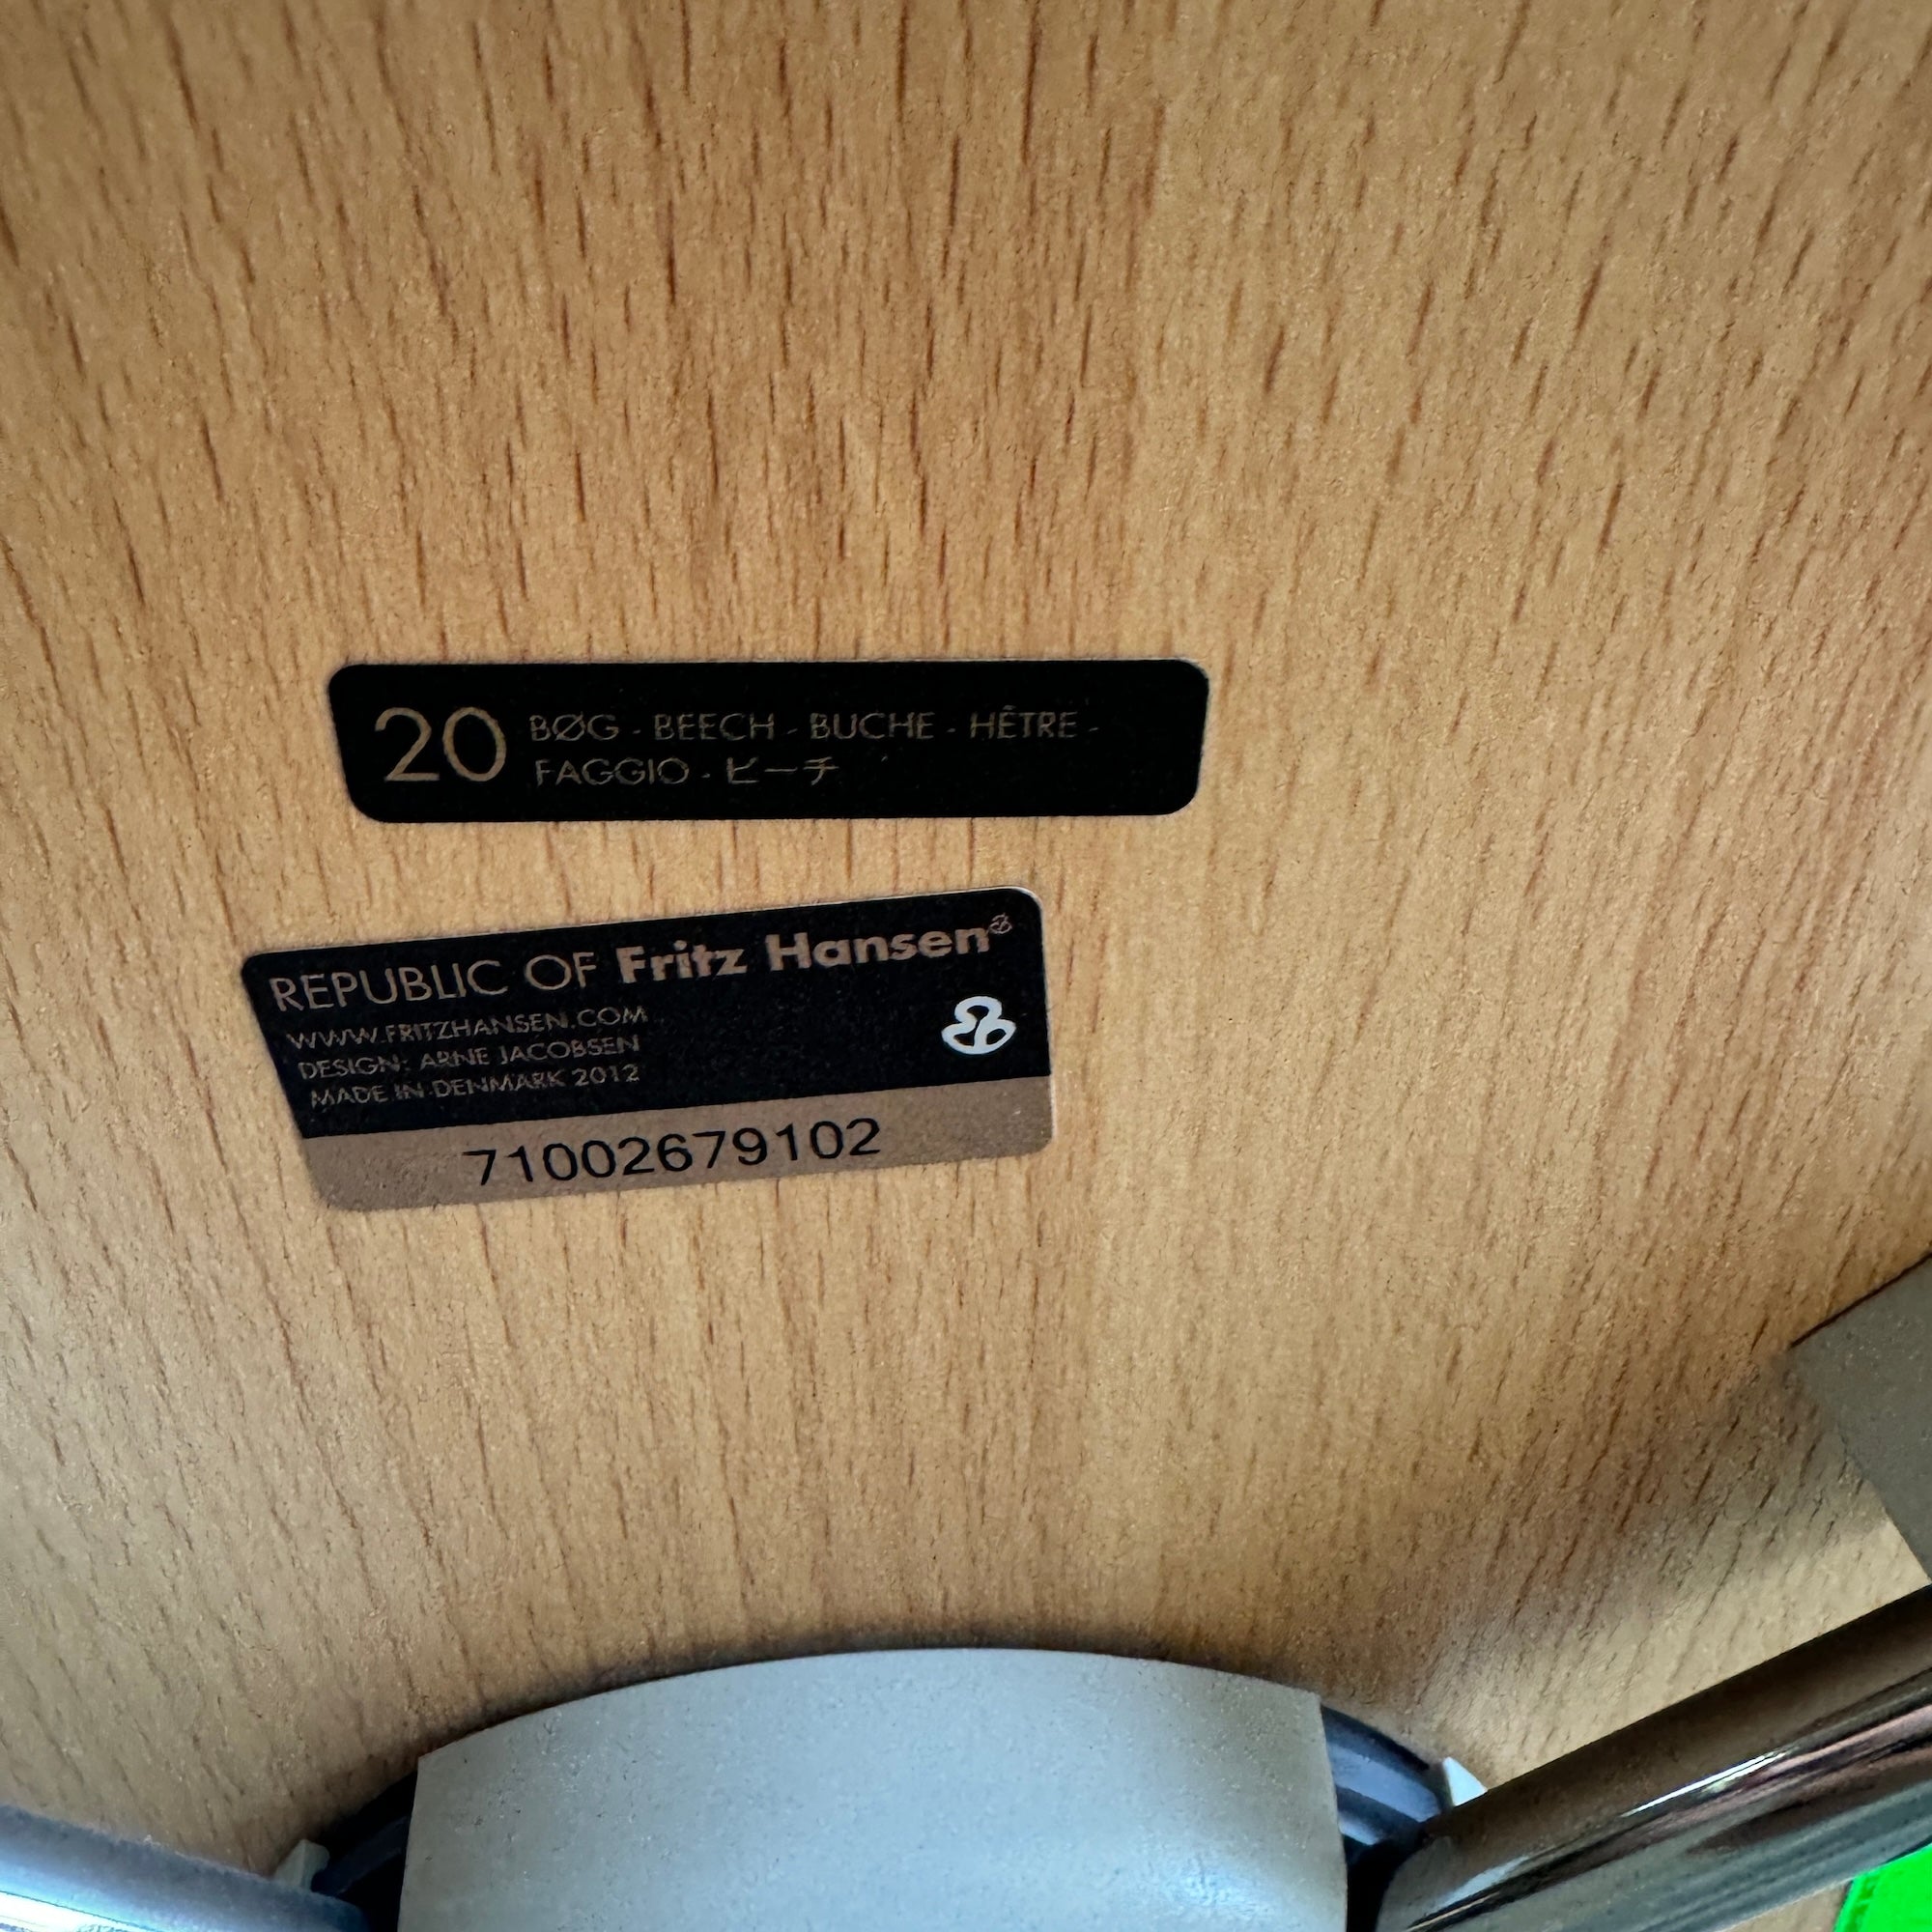 20 BØG - BEECH - BUCHE - HÊTRE -
FAGGIO - ビーチ
REPUBLIC OF Fritz Hansen®
WWW.FRITZHANSEN.COM
DESIGN: ARNE JACOBSEN
MADE IN DENMARK 2012
71002679102